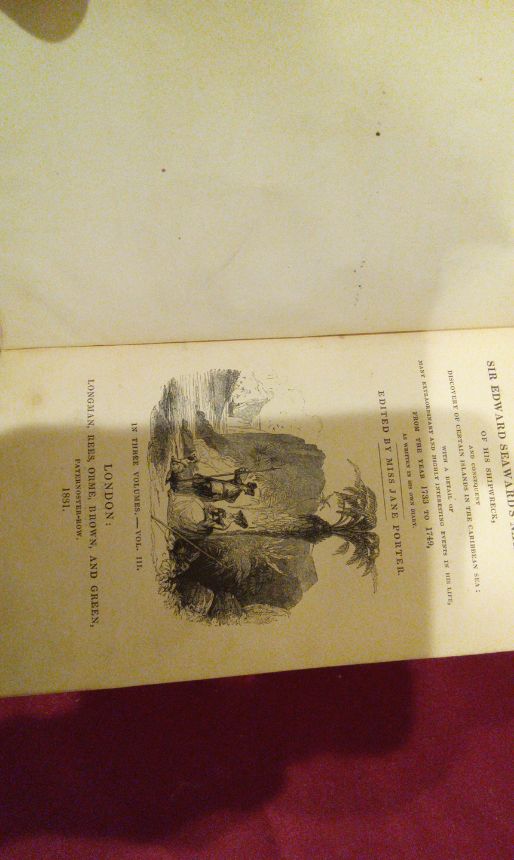 SIR EDWARD SEAWARD'S
OF HIS SHIPWRECK,
AND CONSEQUENT
DISCOVERY OF CERTAIN ISLANDS IN THE CARIBBEAN SEA:
WITH A DETAIL OF
MANY EXTRAORDINARY AND HIGHLY INTERESTING EVENTS IN HIS LIFE,
FROM THE YEAR 1733 TO 1749,
AS WRITTEN IN HIS OWN DIARY.
EDITED BY MISS JANE PORTER.
IN THREE VOLUMES.—VOL. III.
LONDON:
LONGMAN, REES, ORME, BROWN, AND GREEN,
PATERNOSTER-ROW.
1831.